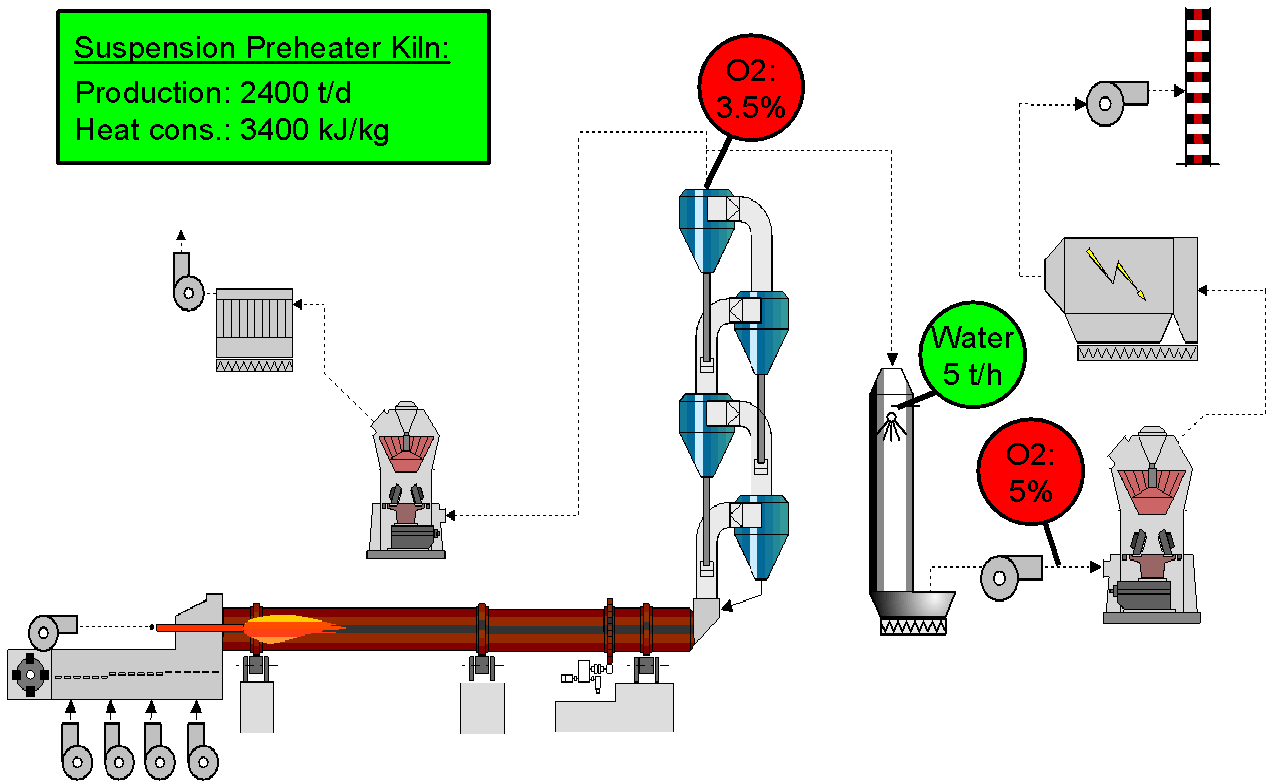 Suspension Preheater Kiln:
Production: 2400 t/d
Heat cons.: 3400 kJ/kg
O2:
3.5%
Water
5 t/h
O2:
5%